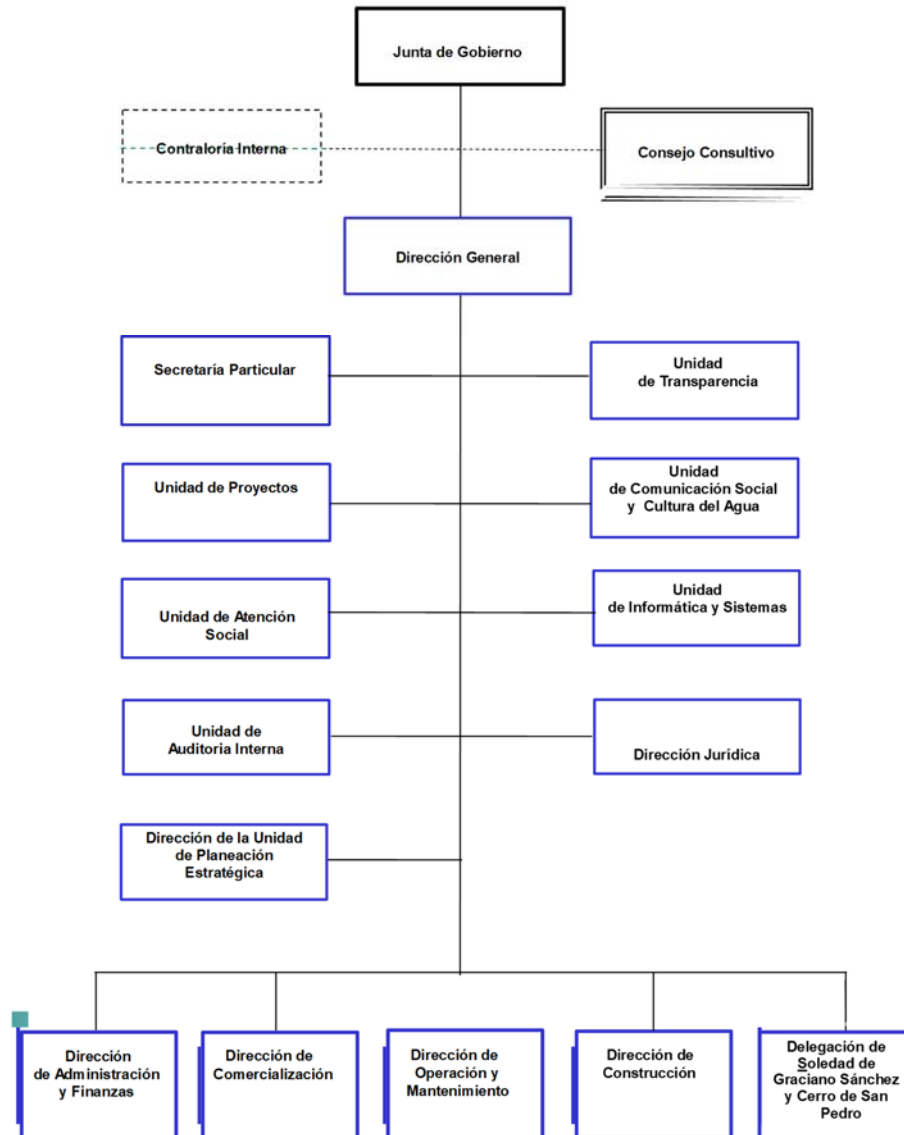 Junta de Gobierno
Contraloría Interna
Consejo Consultivo
Dirección General
Secretaría Particular
Unidad
de Transparencia
Unidad de Proyectos
Unidad
de Comunicación Social
y Cultura del Agua
Unidad de Atención
Social
Unidad
de Informática y Sistemas
Unidad de
Auditoria Interna
Dirección Jurídica
Dirección de la Unidad
de Planeación
Estratégica
Dirección
de Administración
y Finanzas
Dirección de
Comercialización
Dirección de
Operación y
Mantenimiento
Dirección de
Construcción
Delegación de
Soledad de
Graciano Sánchez
y Cerro de San
Pedro